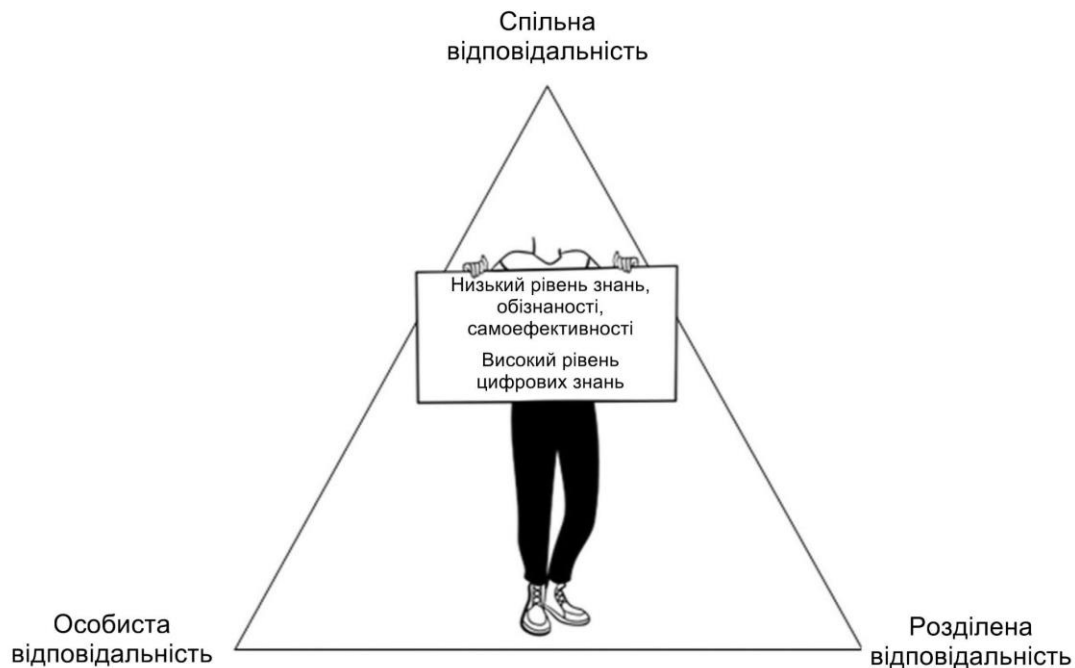 Спільна
відповідальність
Низький рівень знань,
обізнаності,
самоефективності
Високий рівень
цифрових знань
Особиста
відповідальність
Розділена
відповідальність